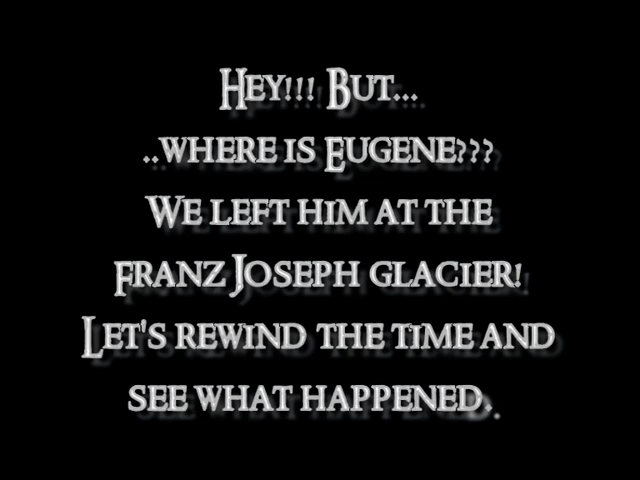 Hey!!! But...
..where is Eugene???
We left him at the
Franz Joseph glacier!
Let's rewind the time and
see what happened.